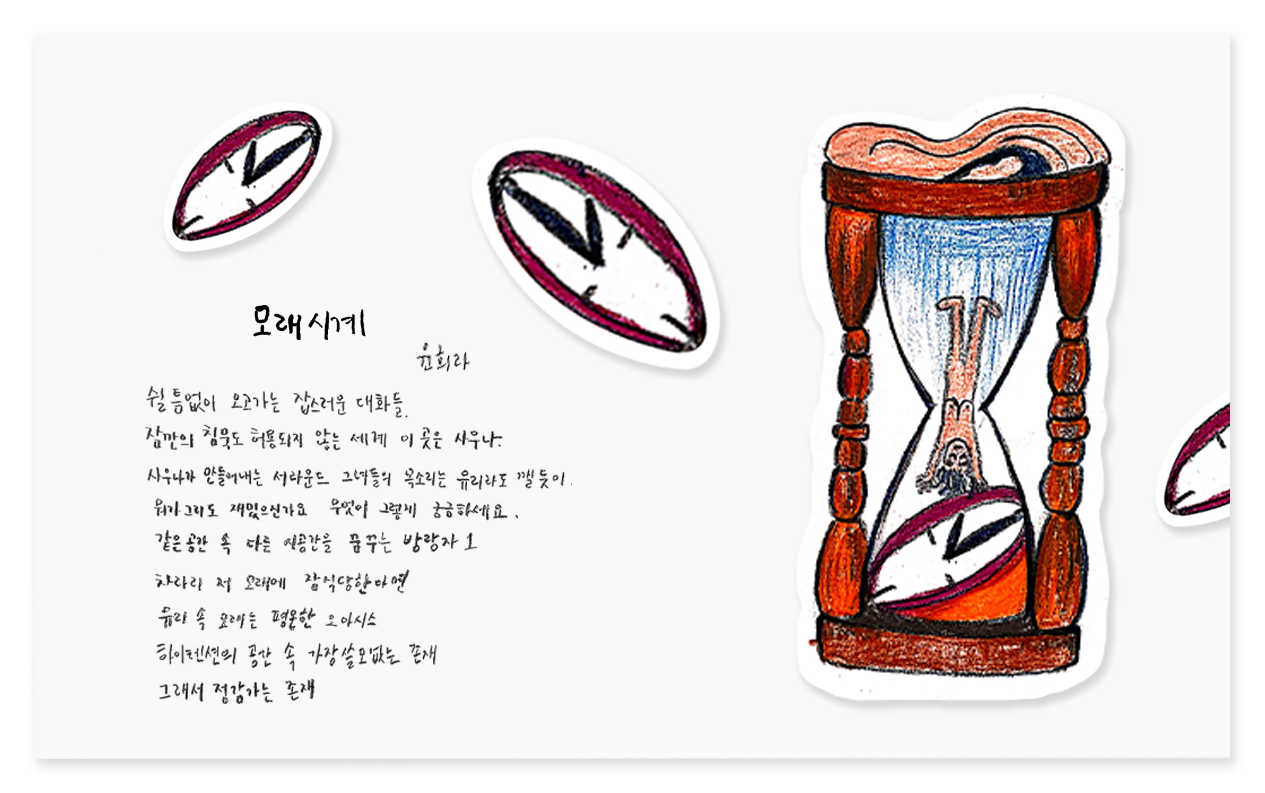 모래시계
윤희라
쉴 틈없이 오고가는 잡스러운 대화들.
잠깐의 침묵도 허용되지 않는 세계 이 곳은 사우나.
사우나가 만들어내는 서라운드 그녀들의 목소리는 유리라도 깰 듯이.
뭐가그리도 재밌으신가요 무엇이 그렇게 궁금하세요.
같은공간 속 다른 시공간을 꿈꾸는 방랑자 1
차라리 저 모래에 잠식당한다면
유리 속 모래는 평온한 오아시스
하이텐션의 공간 속 가장쓸모없는 존재
그래서 정감가는 존재